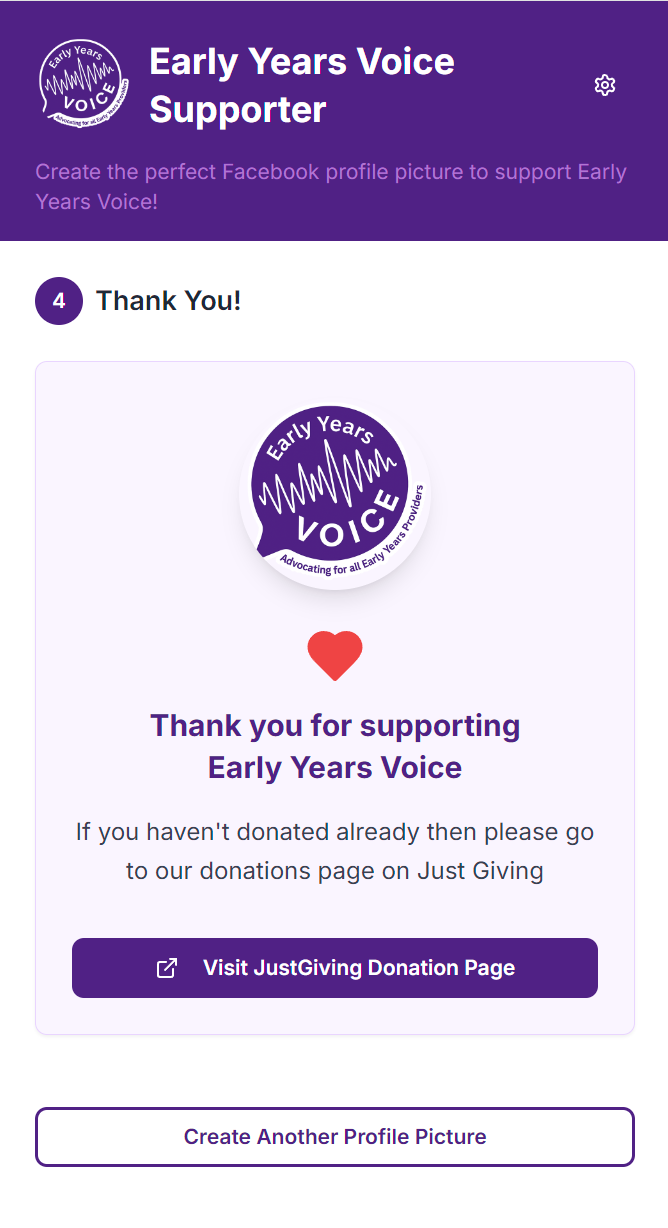 Early Years
VOICE
Advocating for all Early Years Providers
Early Years Voice
Supporter
Create the perfect Facebook profile picture to support Early
Years Voice!
4 Thank You!
Early Years
VOICE
Advocating for all Early Years Providers
Thank you for supporting
Early Years Voice
If you haven't donated already then please go
to our donations page on Just Giving
Visit JustGiving Donation Page
Create Another Profile Picture